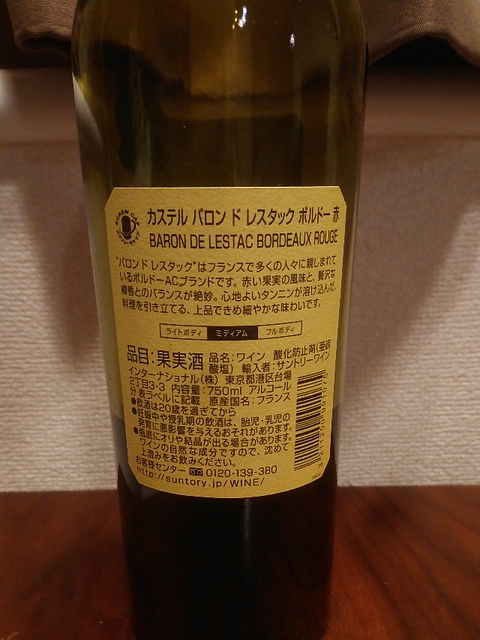 カステル バロン ド レスタック ボルドー 赤
BARON DE LESTAC BORDEAUX ROUGE
"バロン ド レスタック"はフランスで多くの人々に親しまれて
いるボルドーACブランドです。赤い果実の風味と、贅沢な
樽香とのバランスが絶妙。心地よいタンニンが溶け込んだ、
料理を引き立てる、上品できめ細やかな味わいです。
ライトボディ ミディアム フルボディ
品目:果実酒 品名:ワイン 酸化防止剤(亜硫
酸塩) 輸入者:サントリーワイン
インターナショナル(株) 東京都港区台場
2丁目3-3 内容量:750ml アルコール
分 表ラベルに記載 原産国名:フランス
●飲酒は20歳を過ぎてから
●妊娠中や授乳期の飲酒は、胎児・乳児の
発育に悪影響を与えるおそれがあります。
●瓶底にオリや結晶が出る場合があります。
ワインの自然な成分ですので、沈めて
上澄みをお飲みください。
お客様センター 0120-139-380
http://suntory.jp/WINE/